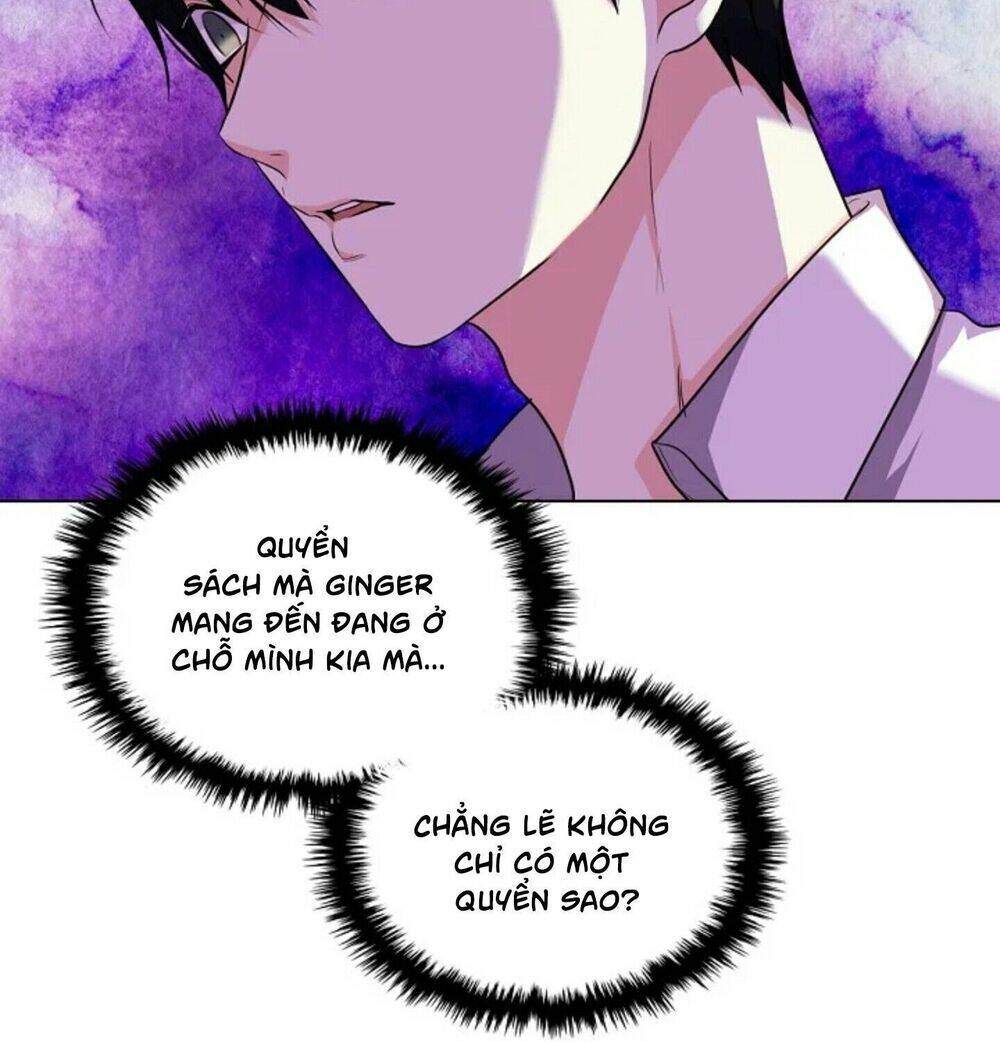 QUYỂN
SÁCH MÀ GINGER
MANG ĐẾN ĐANG Ở
CHỖ MÌNH KIA MÀ...
CHẲNG LẼ KHÔNG
CHỈ CÓ MỘT
QUYỂN SAO?